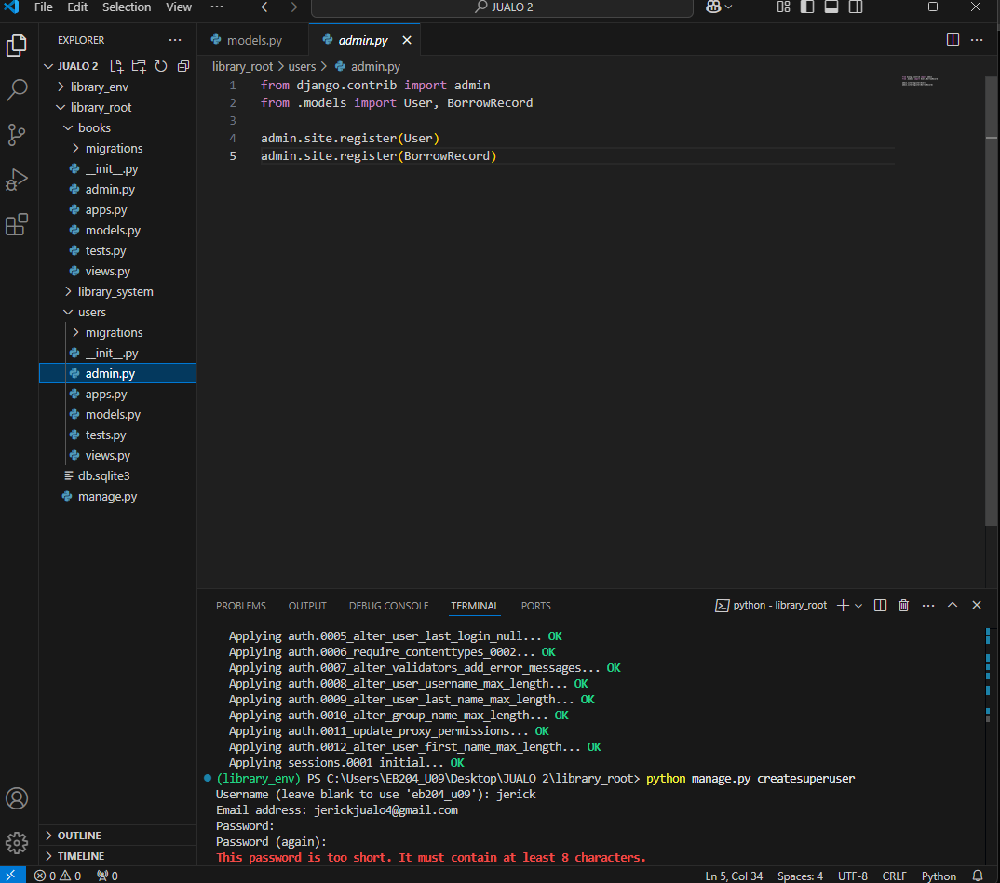 File Edit Selection View ··· JUALO 2
EXPLORER ···
JUALO 2
library_env
library_root
books
migrations
__init__.py
admin.py
apps.py
models.py
tests.py
views.py
library_system
users
migrations
__init__.py
admin.py
apps.py
models.py
tests.py
views.py
db.sqlite3
manage.py
OUTLINE
TIMELINE
models.py admin.py
library_root > users > admin.py
1 from django.contrib import admin
2 from .models import User, BorrowRecord
3
4 admin.site.register(User)
5 admin.site.register(BorrowRecord)
PROBLEMS OUTPUT DEBUG CONSOLE TERMINAL PORTS python - library_root
Applying auth.0005_alter_user_last_login_null... OK
Applying auth.0006_require_contenttypes_0002... OK
Applying auth.0007_alter_validators_add_error_messages... OK
Applying auth.0008_alter_user_username_max_length... OK
Applying auth.0009_alter_user_last_name_max_length... OK
Applying auth.0010_alter_group_name_max_length... OK
Applying auth.0011_update_proxy_permissions... OK
Applying auth.0012_alter_user_first_name_max_length... OK
Applying sessions.0001_initial... OK
(library_env) PS C:\Users\EB204_U09\Desktop\JUALO 2\library_root> python manage.py createsuperuser
Username (leave blank to use 'eb204_u09'): jerick
Email address: jerickjualo4@gmail.com
Password:
Password (again):
This password is too short. It must contain at least 8 characters.
0 0 0 Ln 5, Col 34 Spaces: 4 UTF-8 CRLF Python